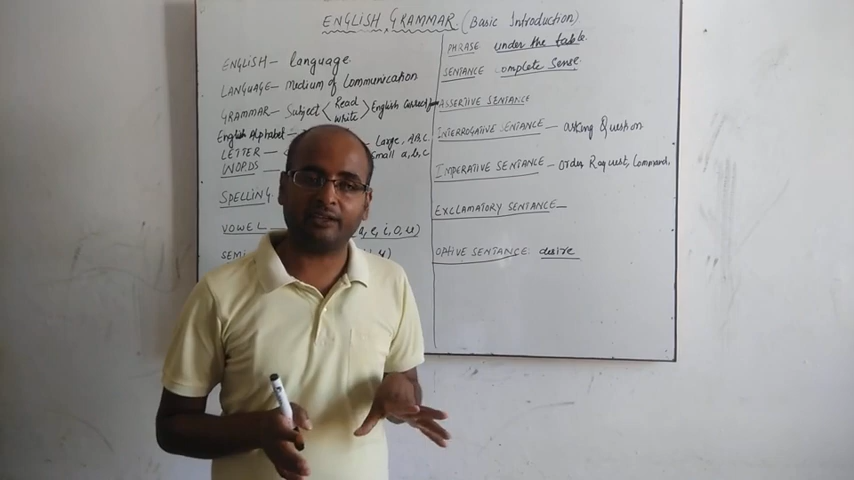 ENGLISH GRAMMAR (Basic Introduction)
ENGLISH – language
LANGUAGE – medium of Communication
GRAMMAR – Subject < Read Write > English Correct form
English Alphabet –
LETTER – Large, A, B, C
small a, b, c
WORDS –
SPELLING
VOWEL – a, e, i, o, u)
SEMI u)
PHRASE under the table.
SENTANCE complete Sense.
ASSERTIVE SENTANCE
INTERROGATIVE SENTANCE – asking Question
IMPERATIVE SENTANCE – Order Request, Command,
EXCLAMATORY SENTANCE –
OPTIVE SENTANCE: desire